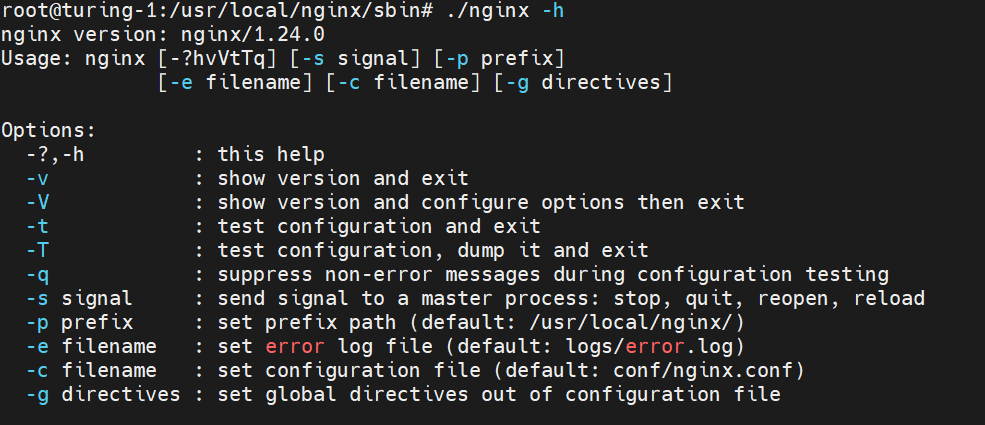 root@turing-1:/usr/local/nginx/sbin# ./nginx -h
nginx version: nginx/1.24.0
Usage: nginx [-?hvVtTq] [-s signal] [-p prefix]
             [-e filename] [-c filename] [-g directives]

Options:
  -?,-h         : this help
  -v            : show version and exit
  -V            : show version and configure options then exit
  -t            : test configuration and exit
  -T            : test configuration, dump it and exit
  -q            : suppress non-error messages during configuration testing
  -s signal     : send signal to a master process: stop, quit, reopen, reload
  -p prefix     : set prefix path (default: /usr/local/nginx/)
  -e filename   : set error log file (default: logs/error.log)
  -c filename   : set configuration file (default: conf/nginx.conf)
  -g directives : set global directives out of configuration file